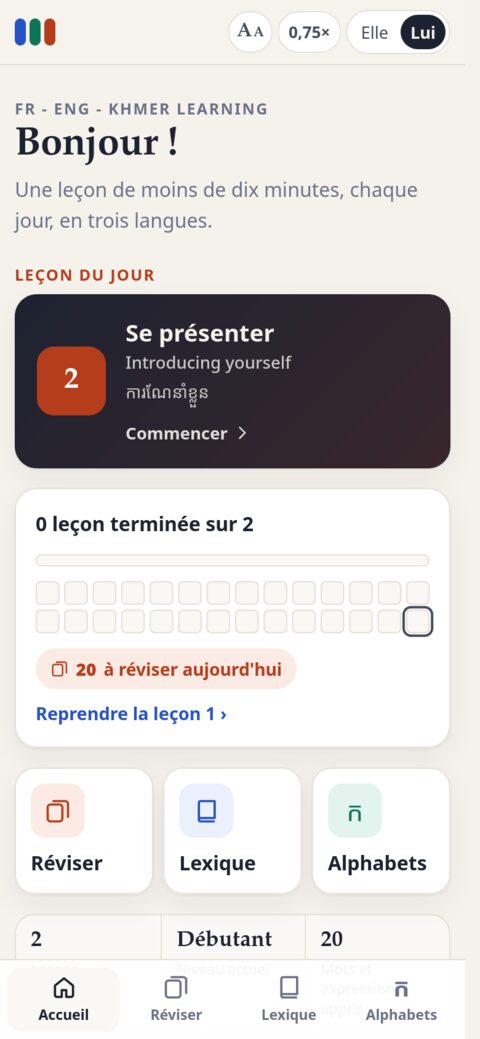 AA
0,75×
Elle
Lui
FR - ENG - KHMER LEARNING
Bonjour !
Une leçon de moins de dix minutes, chaque
jour, en trois langues.
LEÇON DU JOUR
2
Se présenter
Introducing yourself
ការណែនាំខ្លួន
Commencer
0 leçon terminée sur 2
20 à réviser aujourd'hui
Reprendre la leçon 1 ›
Réviser
Lexique
Alphabets
2
Débutant
20
Niveau actuel
Mots et
expressions
appris
Accueil
Réviser
Lexique
Alphabets